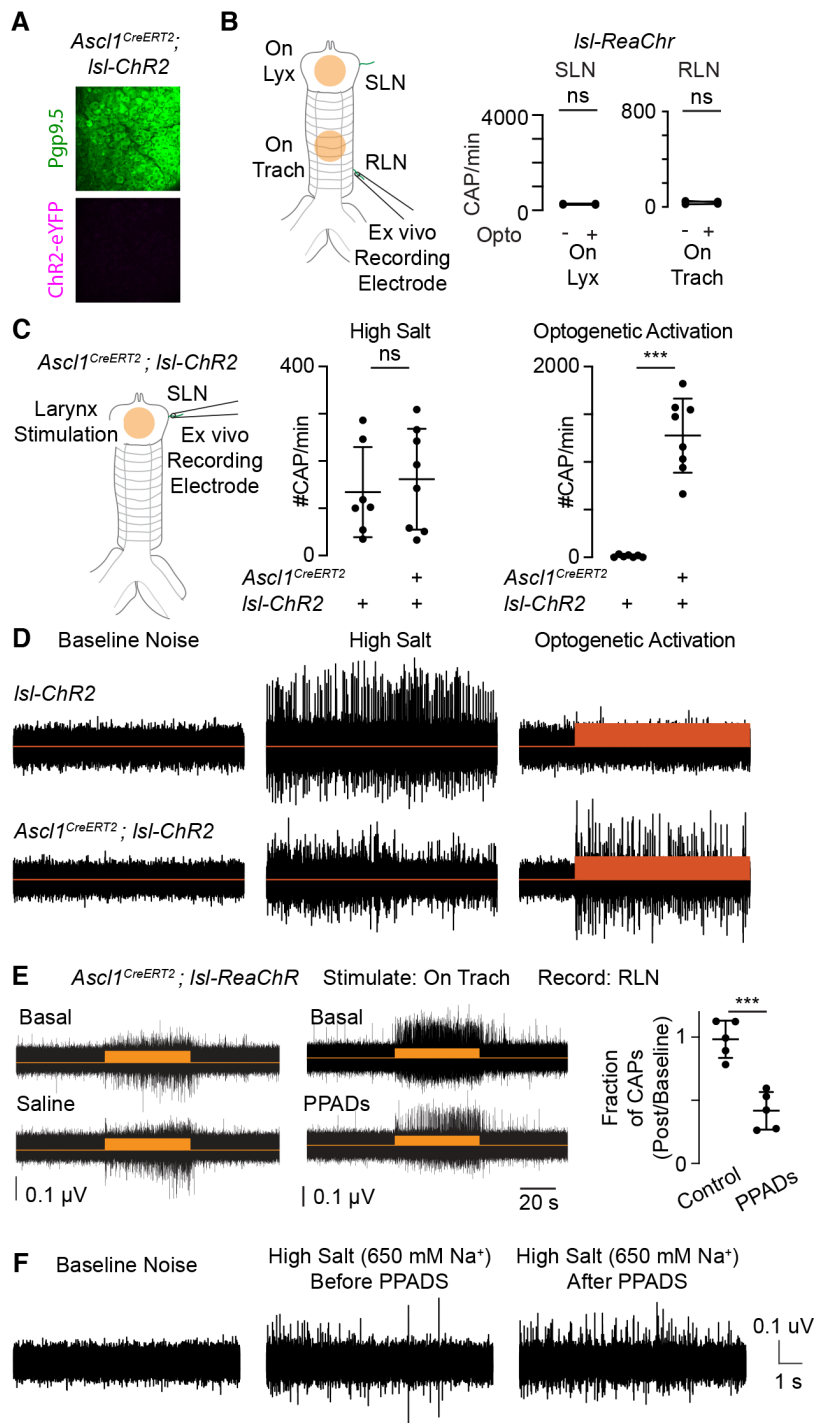 A
Ascl1CreERT2;
lsl-ChR2
Pgp9.5
ChR2-eYFP
B
On
Lyx
SLN
On
Trach
RLN
Ex vivo
Recording
Electrode
lsl-ReaChr
SLN
RLN
ns
ns
4000
0
CAP/min
800
0
Opto
- +
- +
On
Lyx
On
Trach
C
Ascl1CreERT2 ; lsl-ChR2
Larynx
Stimulation
SLN
Ex vivo
Recording
Electrode
High Salt
ns
400
0
#CAP/min
Ascl1CreERT2 +
lsl-ChR2 + +
Optogenetic Activation
***
2000
0
#CAP/min
Ascl1CreERT2 +
lsl-ChR2 + +
D
Baseline Noise
High Salt
Optogenetic Activation
lsl-ChR2
Ascl1CreERT2 ; lsl-ChR2
E
Ascl1CreERT2 ; lsl-ReaChR Stimulate: On Trach Record: RLN
Basal
Saline
0.1 µV
Basal
PPADs
0.1 µV
20 s
***
1
0
Fraction
of CAPs
(Post/Baseline)
Control
PPADs
F
Baseline Noise
High Salt (650 mM Na+)
Before PPADS
High Salt (650 mM Na+)
After PPADS
0.1 uV
1 s